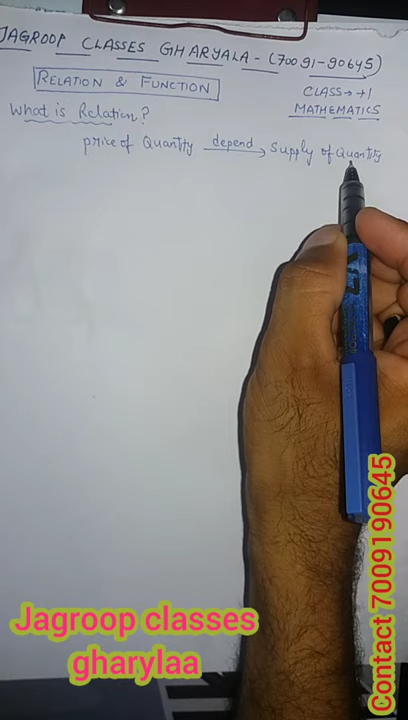 JAGROOP CLASSES GHARYALA - (70091-90645)
RELATION & FUNCTION
CLASS → +1
MATHEMATICS
What is Relation?
price of Quantity depend → Supply of Quantity
Jagroop classes
gharylaa
Contact 7009190645